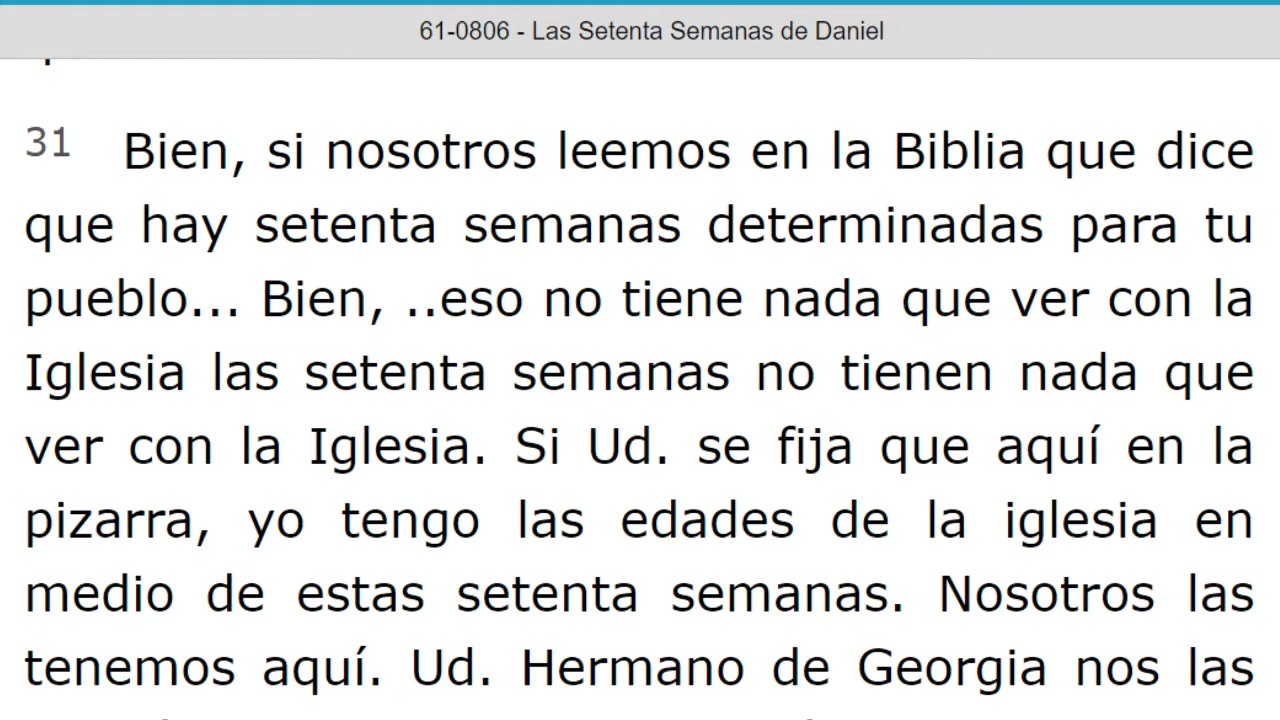 61-0806 - Las Setenta Semanas de Daniel
31 Bien, si nosotros leemos en la Biblia que dice
que hay setenta semanas determinadas para tu
pueblo... Bien, ..eso no tiene nada que ver con la
Iglesia las setenta semanas no tienen nada que
ver con la Iglesia. Si Ud. se fija que aquí en la
pizarra, yo tengo las edades de la iglesia en
medio de estas setenta semanas. Nosotros las
tenemos aquí. Ud. Hermano de Georgia nos las